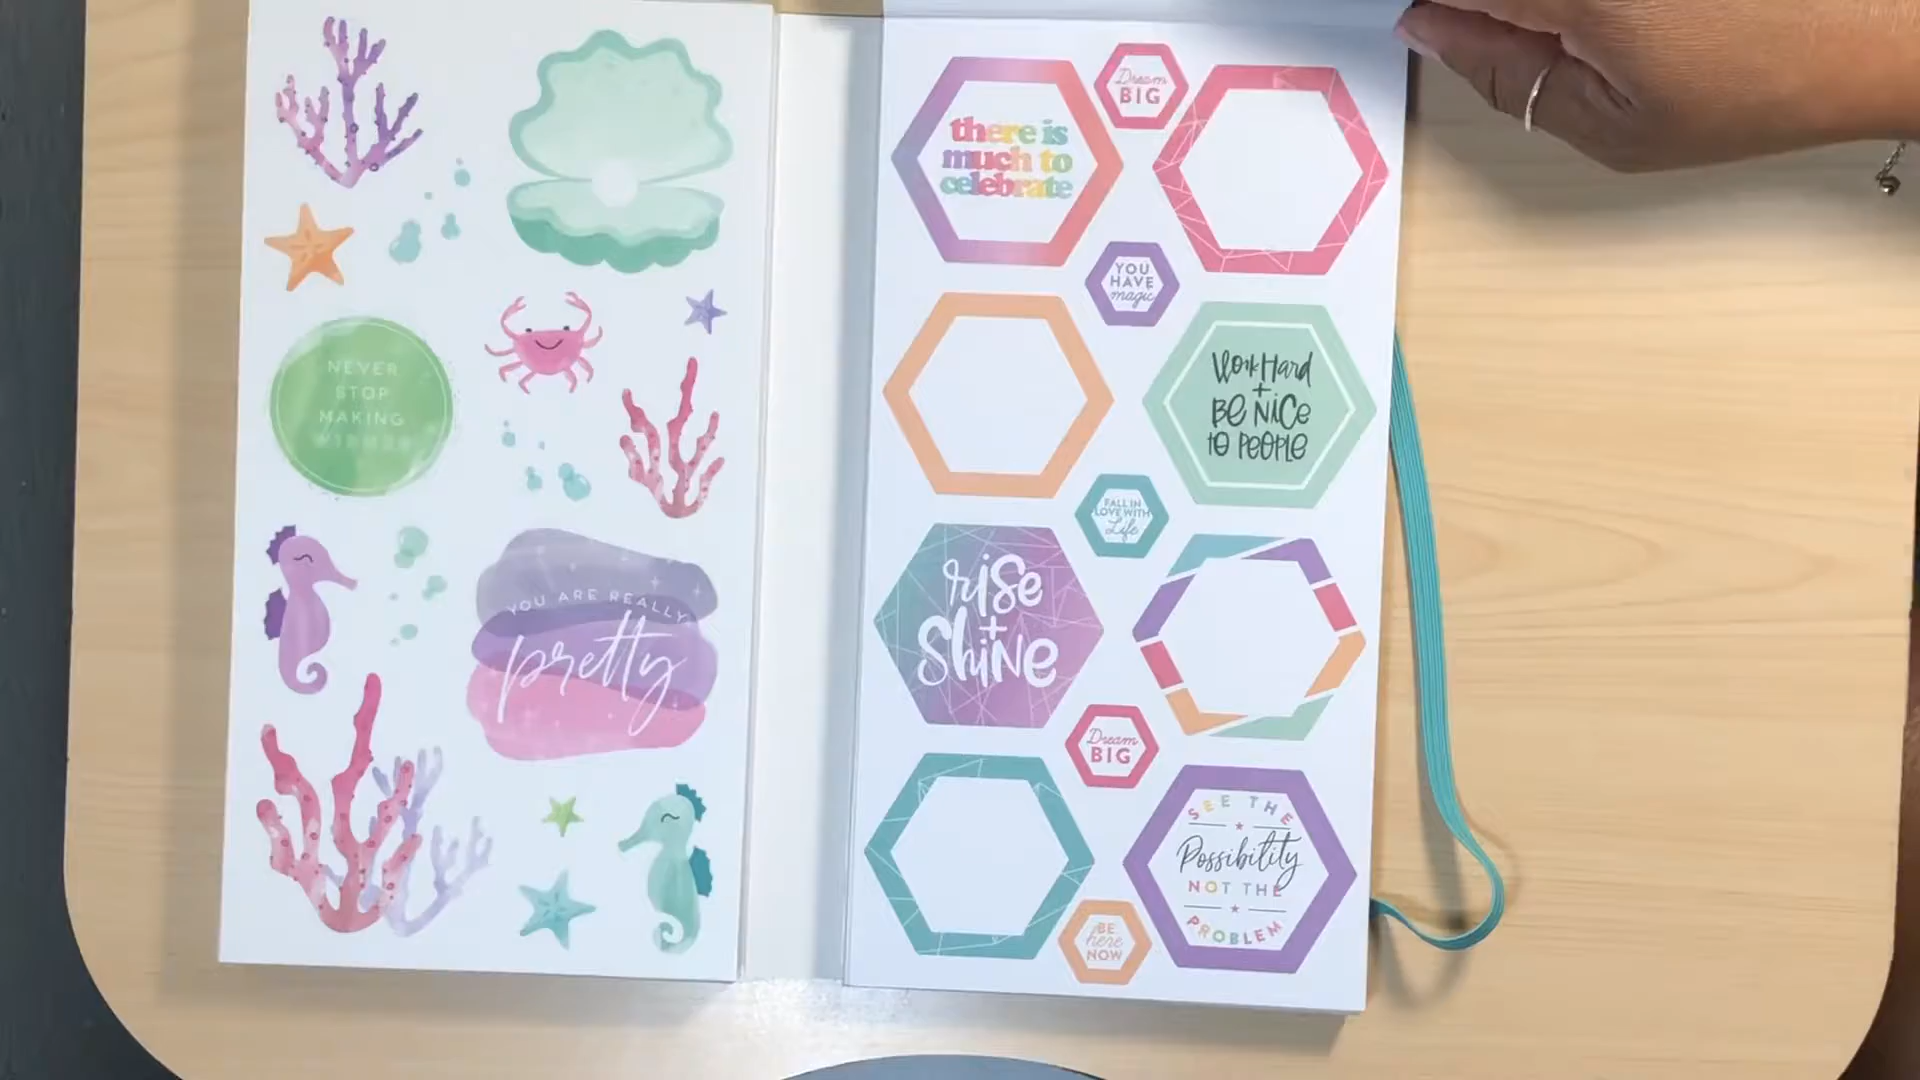 NEVER
STOP
MAKING
YOU ARE REALLY
pretty
there is
much to
celebrate
Dream
BIG
YOU
HAVE
magic
Work Hard
+
BE NiCe
to PeoPLe
FALL IN
LOVE WITH
Life
rise
+
ShiNe
Dream
BIG
SEE THE
Possibility
NOT THE
PROBLEM
BE
here
NOW